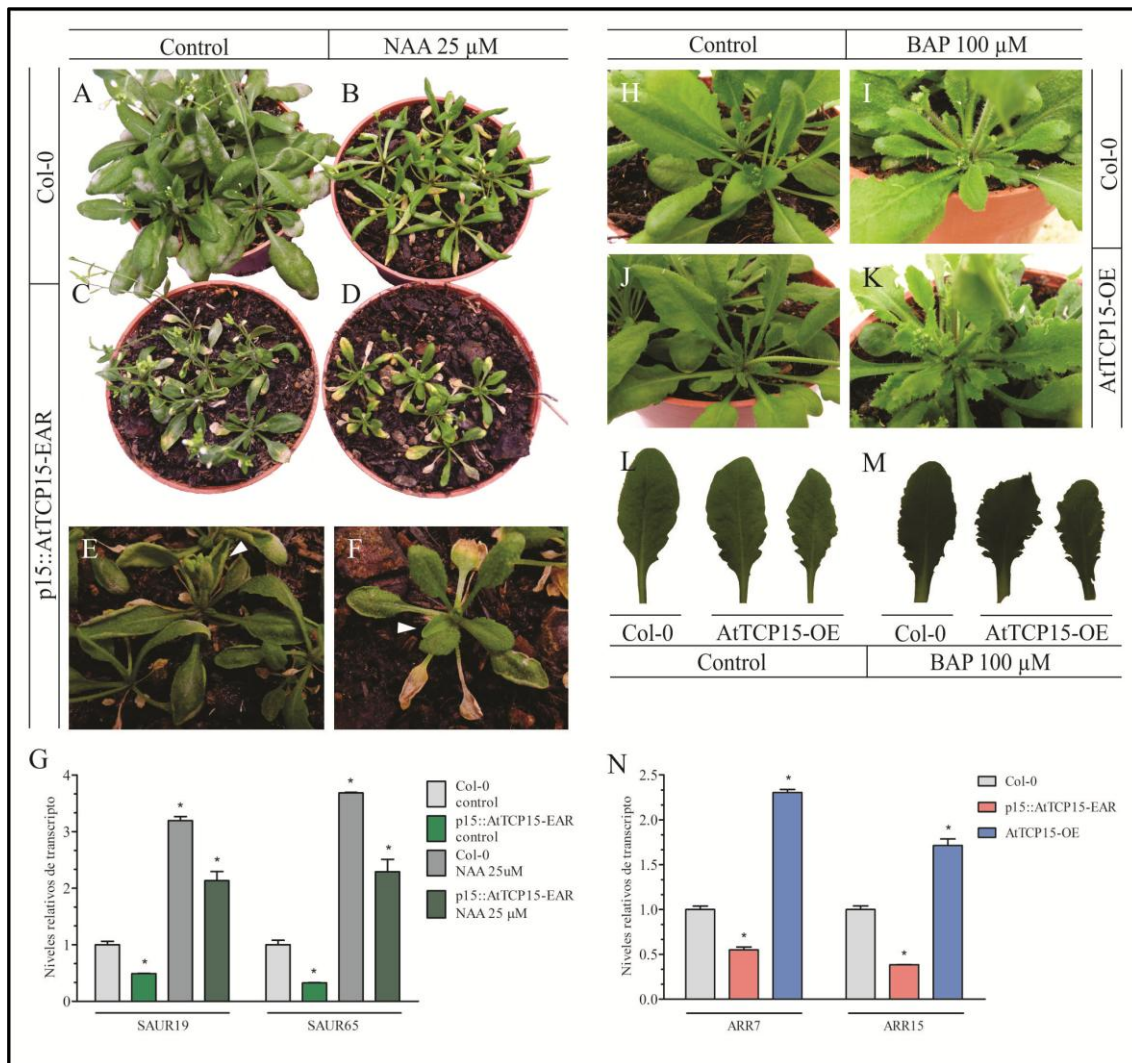 Control
NAA 25 µM
Col-0
p15::AtTCP15-EAR
A
B
C
D
E
F
Control
BAP 100 µM
H
I
Col-0
J
K
AtTCP15-OE
L
M
Col-0
AtTCP15-OE
Col-0
AtTCP15-OE
Control
BAP 100 µM
G
Niveles relativos de transcripto
4
3
2
1
0
*
*
*
*
*
*
SAUR19
SAUR65
Col-0
control
p15::AtTCP15-EAR
control
Col-0
NAA 25uM
p15::AtTCP15-EAR
NAA 25 µM
N
Niveles relativos de transcripto
2.5
2.0
1.5
1.0
0.5
0.0
*
*
*
*
ARR7
ARR15
Col-0
p15::AtTCP15-EAR
AtTCP15-OE